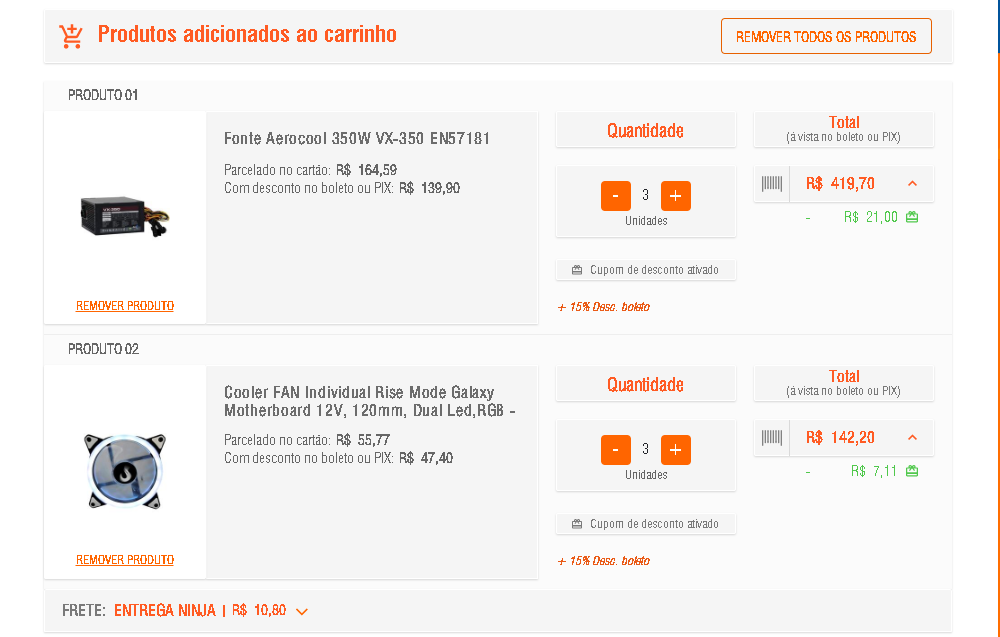 Produtos adicionados ao carrinho
REMOVER TODOS OS PRODUTOS
PRODUTO 01
Fonte Aerocool 350W VX-350 EN57181
Parcelado no cartão: R$ 164,59
Com desconto no boleto ou PIX: R$ 139,90
REMOVER PRODUTO
Quantidade
- 3 +
Unidades
Cupom de desconto ativado
+ 15% Desc. boleto
Total
(á vista no boleto ou PIX)
R$ 419,70
- R$ 21,00
PRODUTO 02
Cooler FAN Individual Rise Mode Galaxy
Motherboard 12V, 120mm, Dual Led,RGB -
Parcelado no cartão: R$ 55,77
Com desconto no boleto ou PIX: R$ 47,40
REMOVER PRODUTO
Quantidade
- 3 +
Unidades
Cupom de desconto ativado
+ 15% Desc. boleto
Total
(á vista no boleto ou PIX)
R$ 142,20
- R$ 7,11
FRETE: ENTREGA NINJA | R$ 10,80